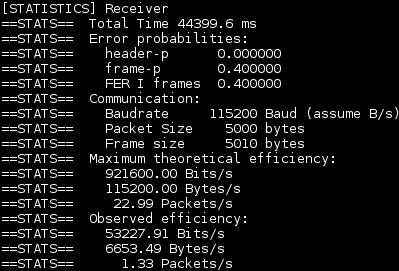 [STATISTICS] Receiver
==STATS==  Total Time 44399.6 ms
==STATS==  Error probabilities:
==STATS==    header-p      0.000000
==STATS==    frame-p       0.400000
==STATS==    FER I frames  0.400000
==STATS==  Communication:
==STATS==    Baudrate     115200 Baud (assume B/s)
==STATS==    Packet Size    5000 bytes
==STATS==    Frame size     5010 bytes
==STATS==  Maximum theoretical efficiency:
==STATS==    921600.00 Bits/s
==STATS==    115200.00 Bytes/s
==STATS==     22.99 Packets/s
==STATS==  Observed efficiency:
==STATS==    53227.91 Bits/s
==STATS==    6653.49 Bytes/s
==STATS==      1.33 Packets/s